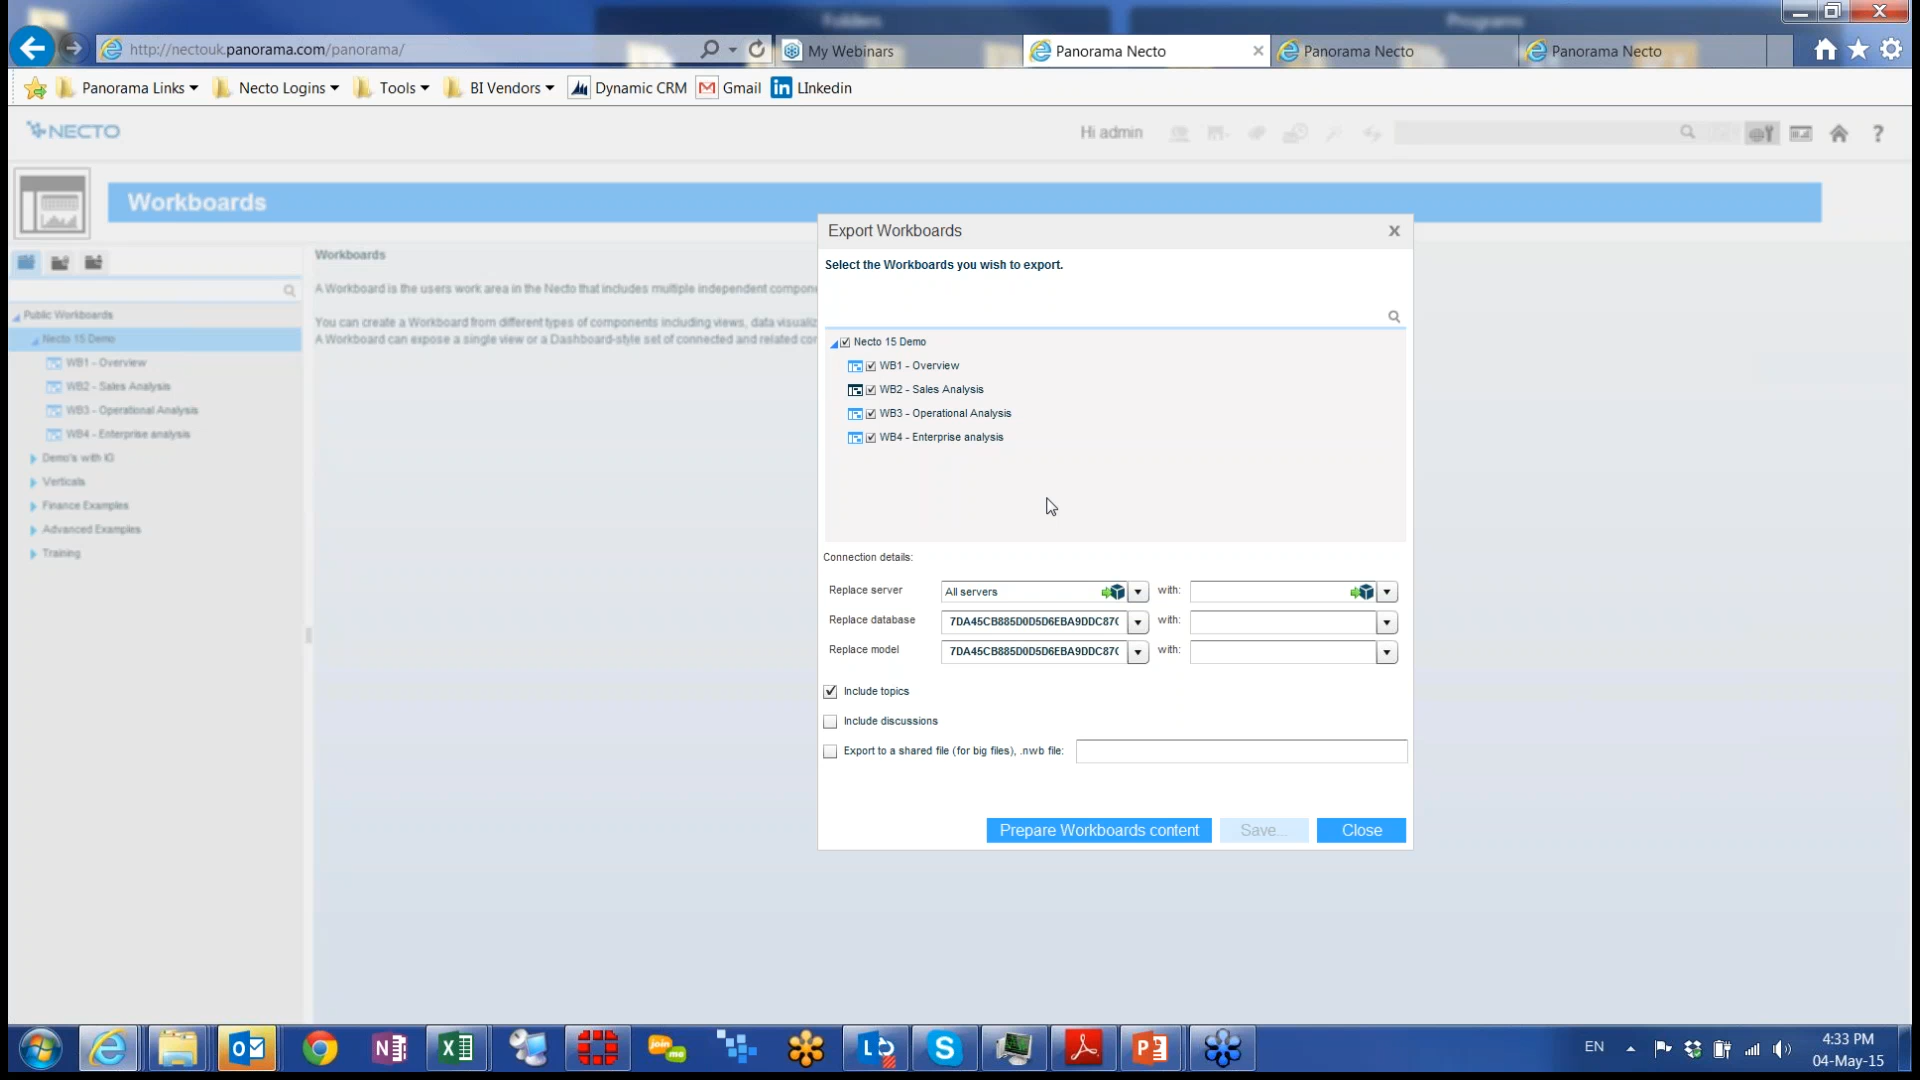 Folders
Programs
http://nectouk.panorama.com/panorama/
My Webinars
Panorama Necto
Panorama Necto
Panorama Necto
Panorama Links
Necto Logins
Tools
BI Vendors
Dynamic CRM
Gmail
LInkedin
NECTO
Hi admin
?
Workboards
Workboards
A Workboard is the users work area in the Necto that includes multiple independent
You can create a Workboard from different types of components including views, data
A Workboard can expose a single view or a Dashboard-style set of connected and related
Public Workboards
Necto 15 Demo
WB1 - Overview
WB2 - Sales Analysis
WB3 - Operational Analysis
WB4 - Enterprise analysis
Demo's with IG
Verticals
Finance Examples
Advanced Examples
Training
Export Workboards
X
Select the Workboards you wish to export.
Necto 15 Demo
WB1 - Overview
WB2 - Sales Analysis
WB3 - Operational Analysis
WB4 - Enterprise analysis
Connection details:
Replace server
All servers
with:
Replace database
7DA45CB885D0D5D6EBA9DDC87(
with:
Replace model
7DA45CB885D0D5D6EBA9DDC87(
with:
Include topics
Include discussions
Export to a shared file (for big files), .nwb file:
Prepare Workboards content
Save...
Close
EN
4:33 PM
04-May-15